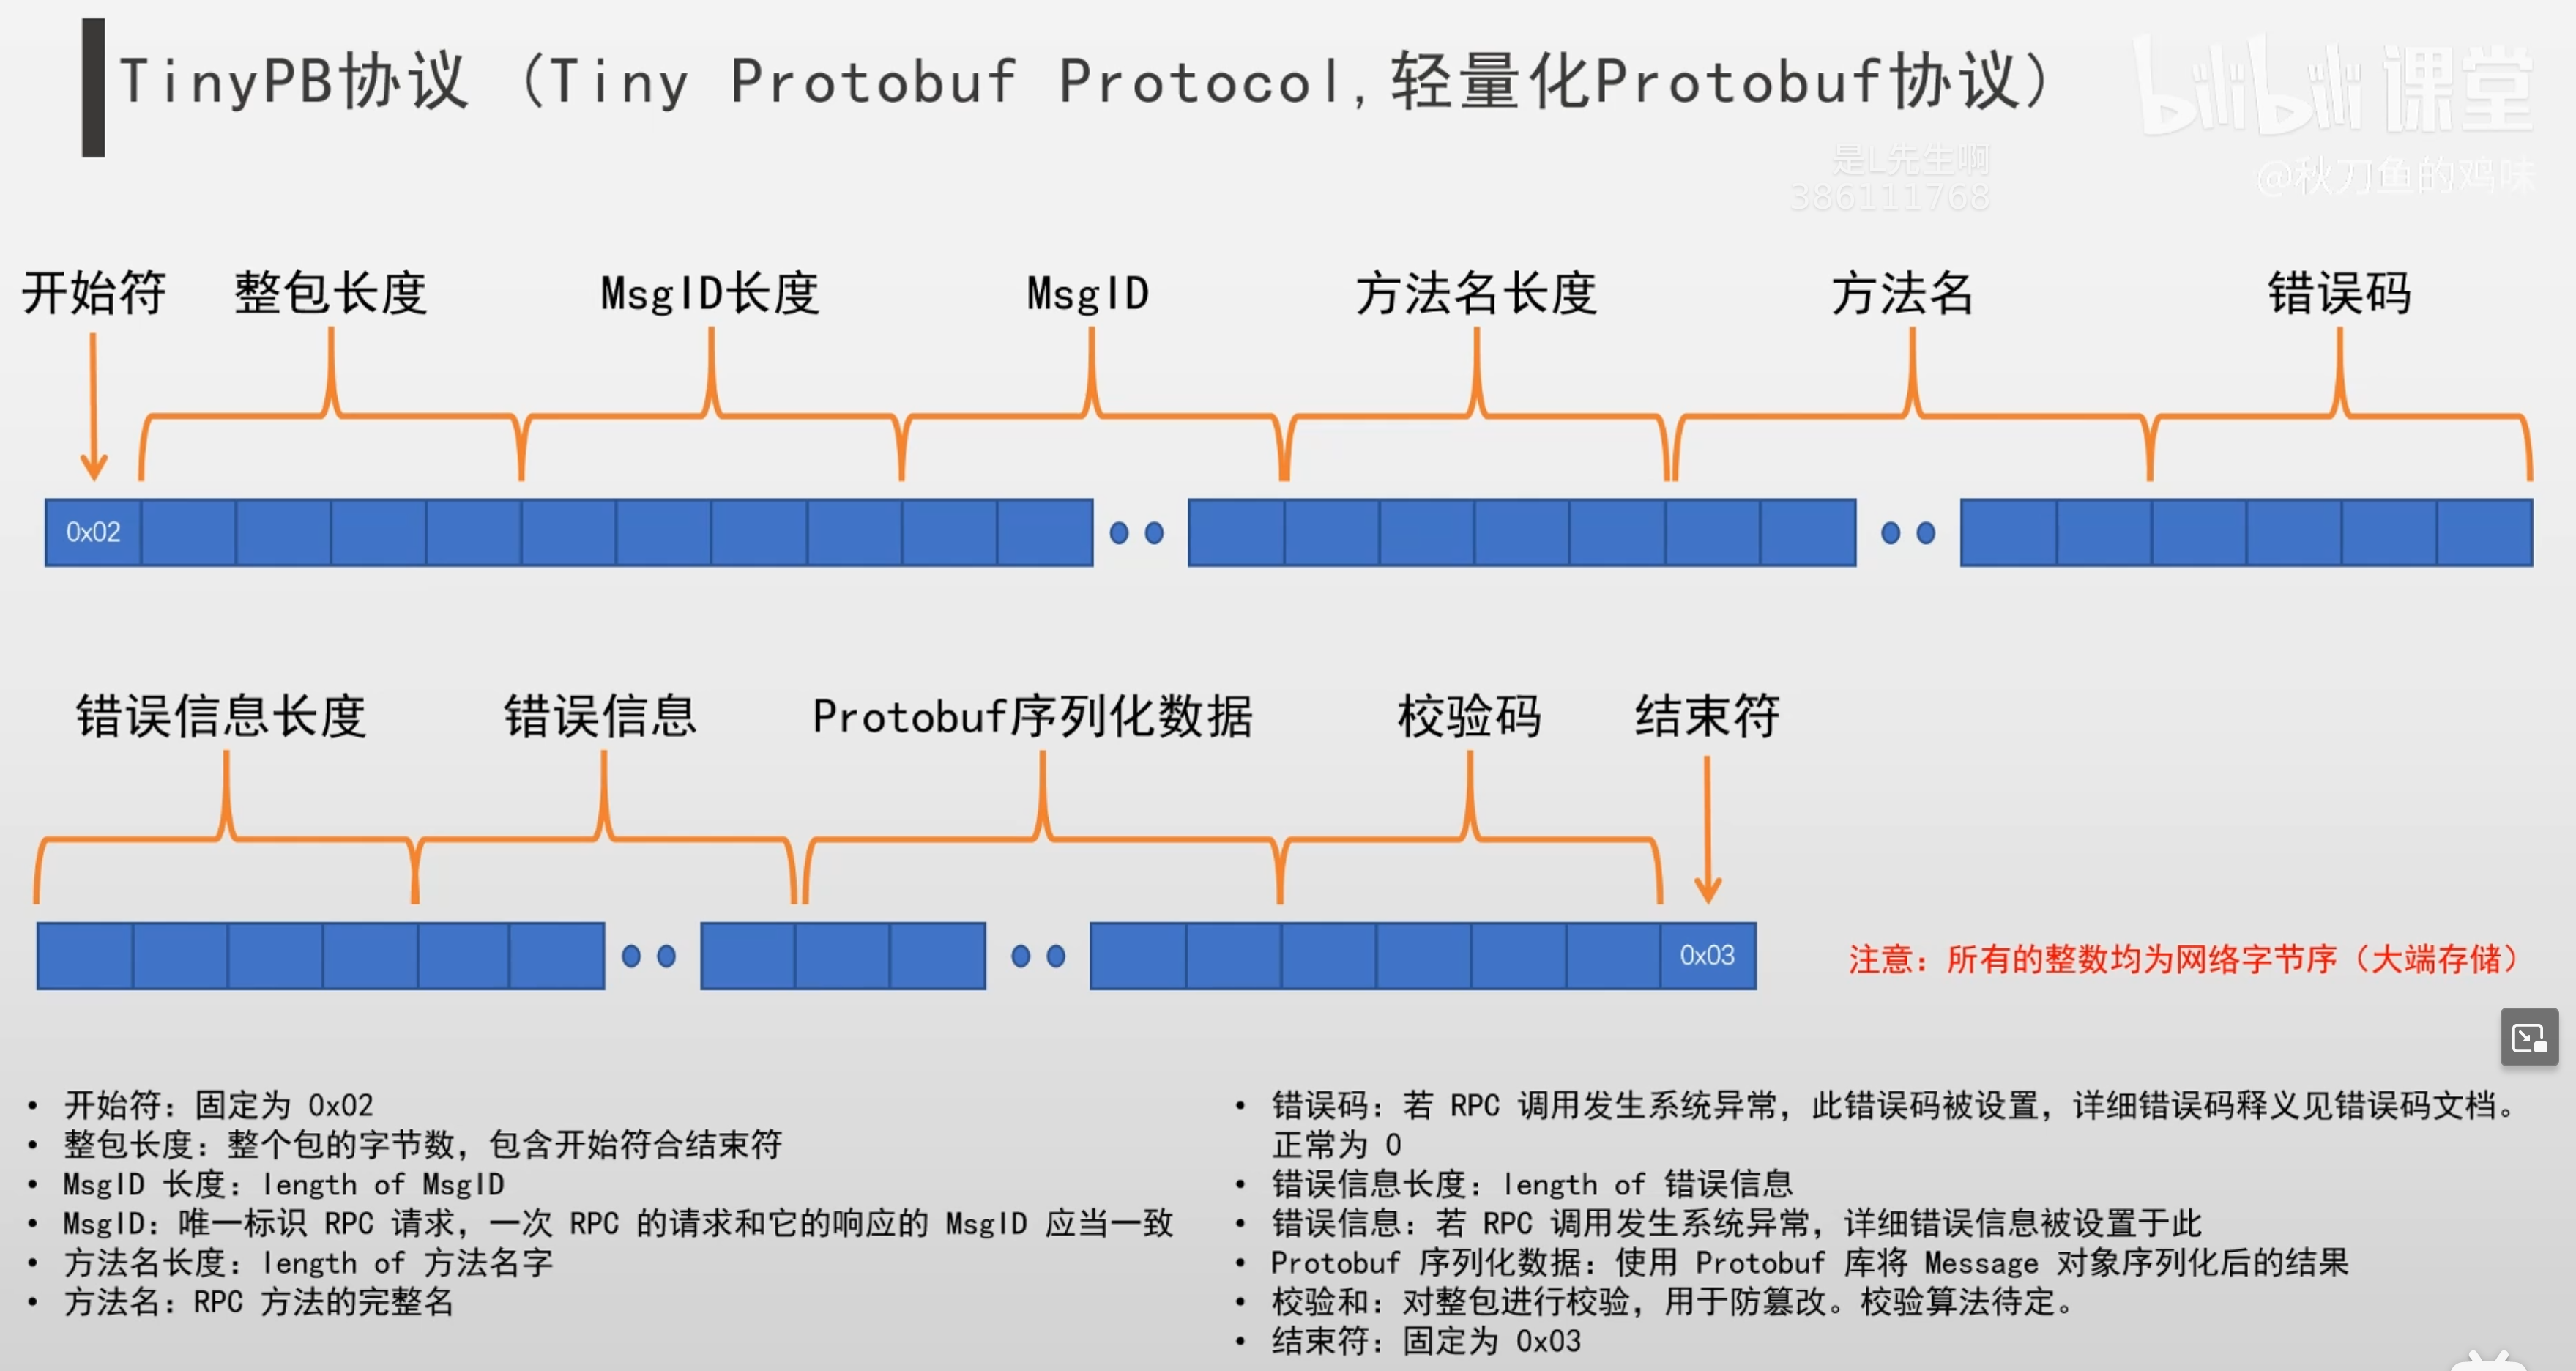 TinyPB协议 (Tiny Protobuf Protocol,轻量化Protobuf协议)
bilibili 课堂
@秋刀鱼的鸡味
是L先生啊
386111768
开始符 整包长度 MsgID长度 MsgID 方法名长度 方法名 错误码
0x02
错误信息长度 错误信息 Protobuf序列化数据 校验码 结束符
0x03
注意：所有的整数均为网络字节序（大端存储）
• 开始符：固定为 0x02
• 整包长度：整个包的字节数，包含开始符合结束符
• MsgID 长度：length of MsgID
• MsgID：唯一标识 RPC 请求，一次 RPC 的请求和它的响应的 MsgID 应当一致
• 方法名长度：length of 方法名字
• 方法名：RPC 方法的完整名
• 错误码：若 RPC 调用发生系统异常，此错误码被设置，详细错误码释义见错误码文档。
正常为 0
• 错误信息长度：length of 错误信息
• 错误信息：若 RPC 调用发生系统异常，详细错误信息被设置于此
• Protobuf 序列化数据：使用 Protobuf 库将 Message 对象序列化后的结果
• 校验和：对整包进行校验，用于防篡改。校验算法待定。
• 结束符：固定为 0x03